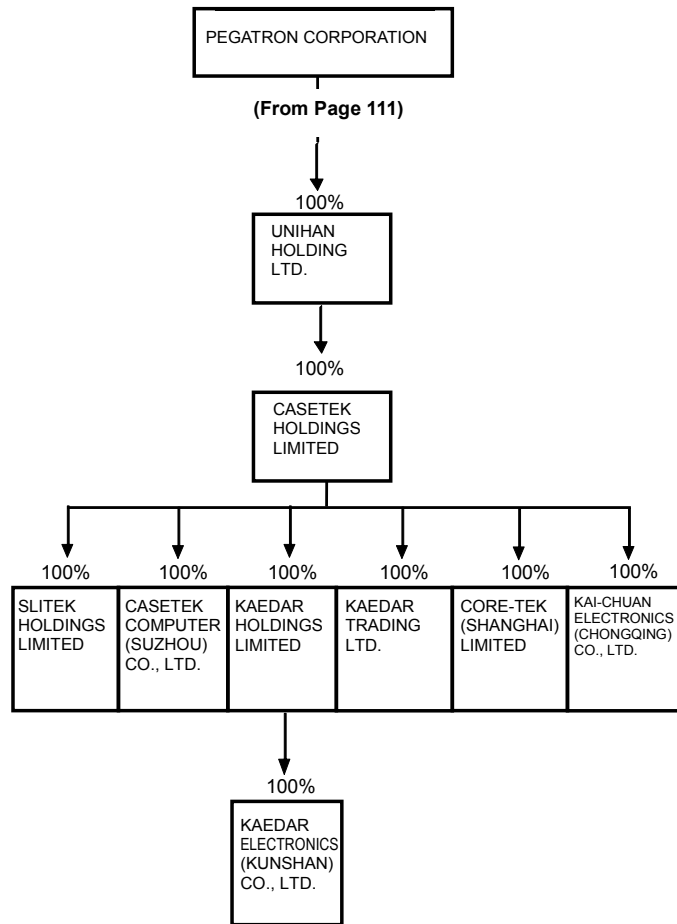 PEGATRON CORPORATION
(From Page 111)
100%
UNIHAN
HOLDING
LTD.
100%
CASETEK
HOLDINGS
LIMITED
100%
100%
100%
100%
100%
100%
SLITEK
HOLDINGS
LIMITED
CASETEK
COMPUTER
(SUZHOU)
CO., LTD.
KAEDAR
HOLDINGS
LIMITED
KAEDAR
TRADING
LTD.
CORE-TEK
(SHANGHAI)
LIMITED
KAI-CHUAN
ELECTRONICS
(CHONGQING)
CO., LTD.
100%
KAEDAR
ELECTRONICS
(KUNSHAN)
CO., LTD.